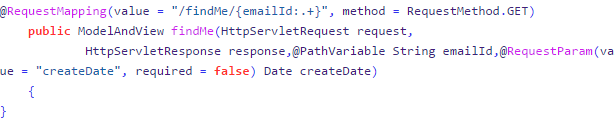 @RequestMapping(value = "/findMe/{emailId:.+}", method = RequestMethod.GET)
public ModelAndView findMe(HttpServletRequest request,
HttpServletResponse response,@PathVariable String emailId,@RequestParam(va
ue = "createDate", required = false) Date createDate)
{
}